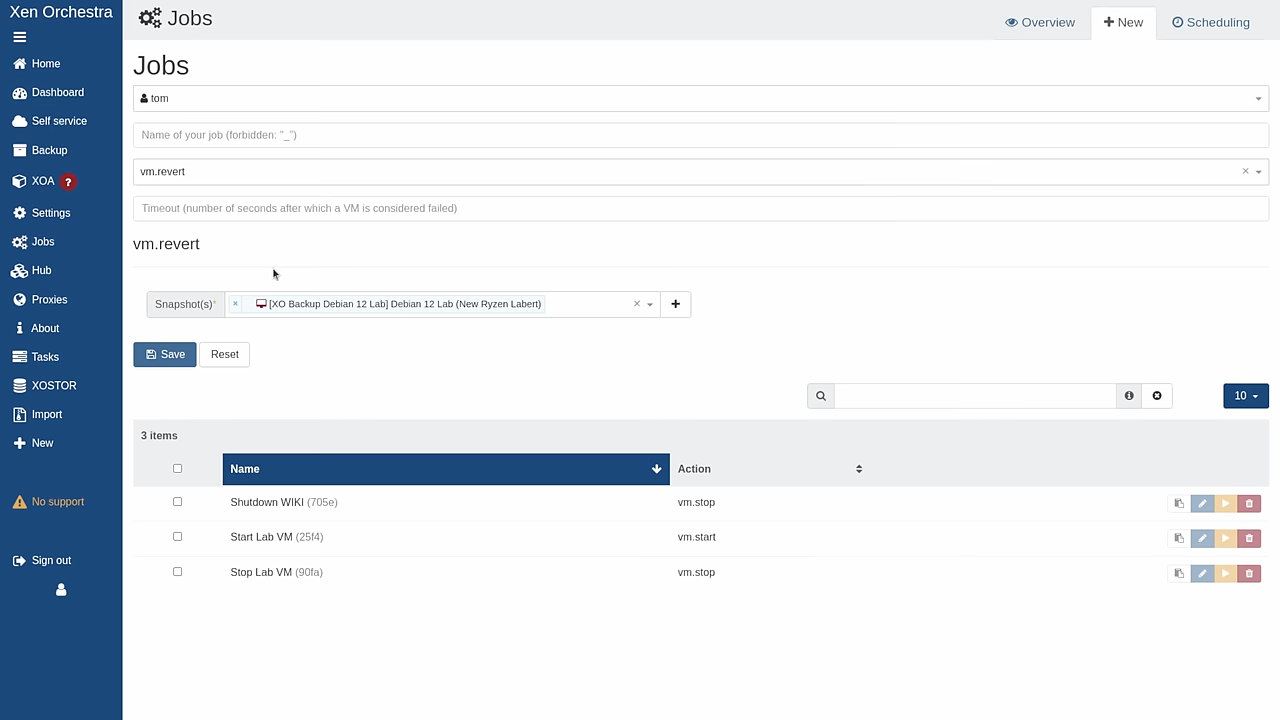 Xen Orchestra
Home
Dashboard
Self service
Backup
XOA ?
Settings
Jobs
Hub
Proxies
About
Tasks
XOSTOR
Import
New
No support
Sign out
Jobs
Overview
New
Scheduling
Jobs
tom
Name of your job (forbidden: "_")
vm.revert
Timeout (number of seconds after which a VM is considered failed)
vm.revert
Snapshot(s)* × [XO Backup Debian 12 Lab] Debian 12 Lab (New Ryzen Labert) ×
Save Reset
10
3 items
Name Action
Shutdown WIKI (705e) vm.stop
Start Lab VM (25f4) vm.start
Stop Lab VM (90fa) vm.stop